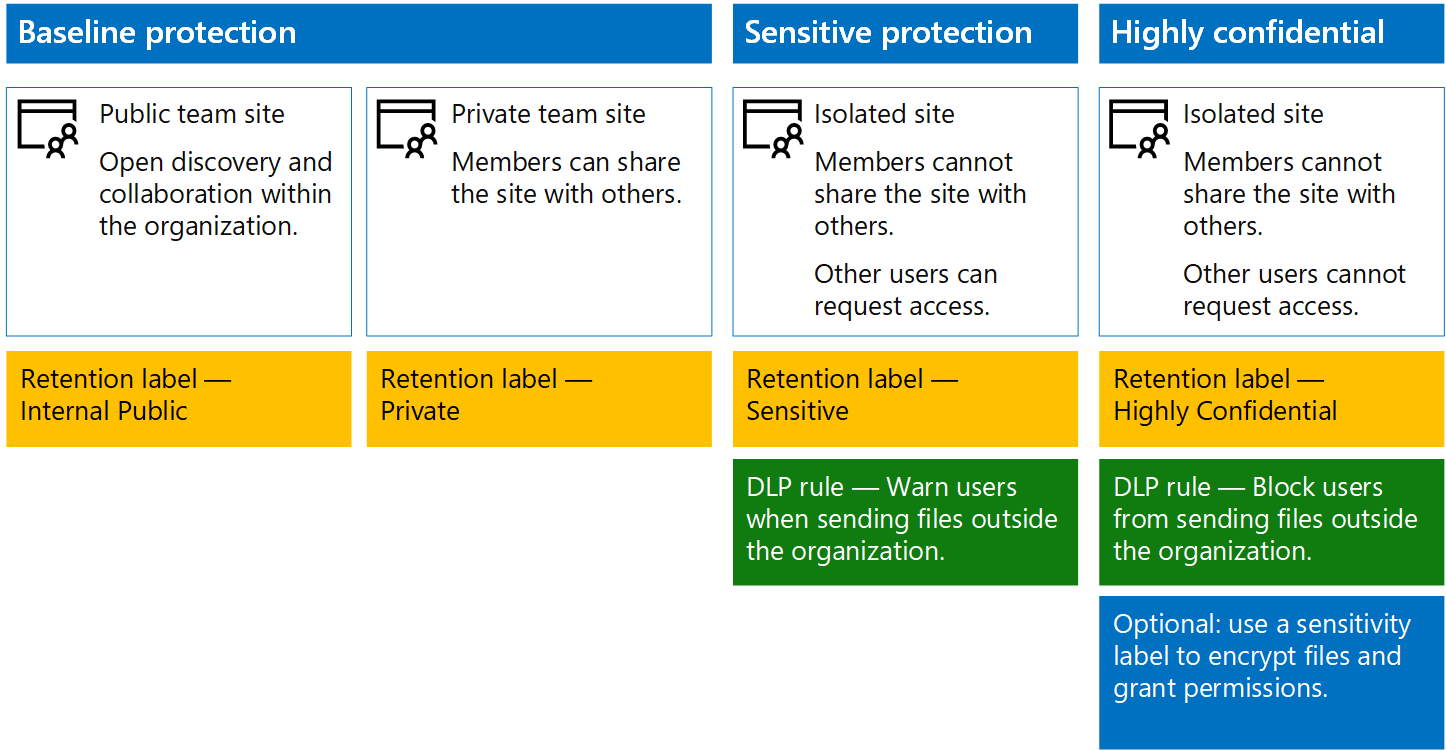 Baseline protection
Sensitive protection
Highly confidential
Public team site
Open discovery and
collaboration within
the organization.
Private team site
Members can share
the site with others.
Isolated site
Members cannot
share the site with
others.
Other users can
request access.
Isolated site
Members cannot
share the site with
others.
Other users cannot
request access.
Retention label —
Internal Public
Retention label —
Private
Retention label —
Sensitive
Retention label —
Highly Confidential
DLP rule — Warn users
when sending files outside
the organization.
DLP rule — Block users
from sending files outside
the organization.
Optional: use a sensitivity
label to encrypt files and
grant permissions.